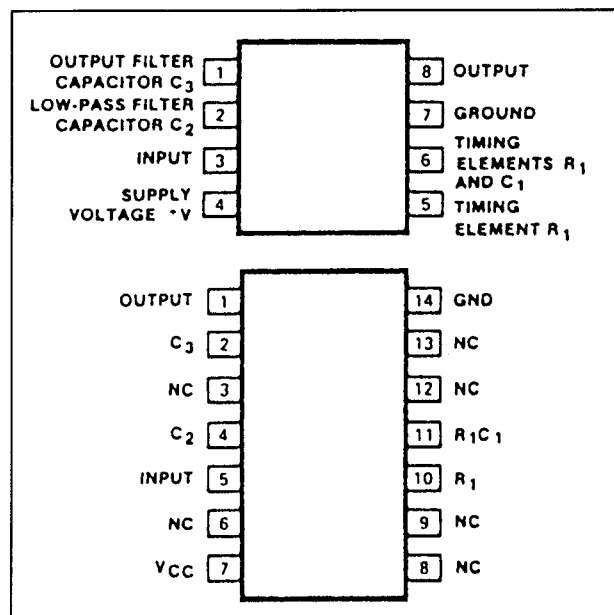 OUTPUT FILTER
CAPACITOR C3
1
8
OUTPUT
LOW-PASS FILTER
CAPACITOR C2
2
7
GROUND
INPUT
3
6
TIMING
ELEMENTS R1
AND C1
SUPPLY
VOLTAGE +V
4
5
TIMING
ELEMENT R1
OUTPUT
1
14
GND
C3
2
13
NC
NC
3
12
NC
C2
4
11
R1C1
INPUT
5
10
R1
NC
6
9
NC
VCC
7
8
NC